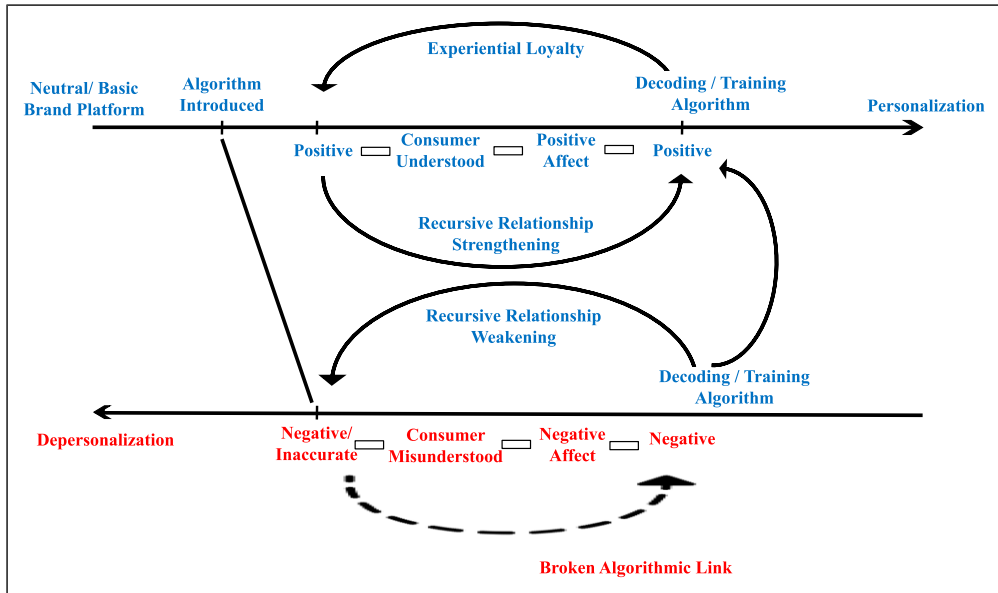 Experiential Loyalty
Neutral/ Basic
Brand Platform
Algorithm
Introduced
Decoding / Training
Algorithm
Personalization
Positive
Consumer
Understood
Positive
Affect
Positive
Recursive Relationship
Strengthening
Recursive Relationship
Weakening
Decoding / Training
Algorithm
Depersonalization
Negative/
Inaccurate
Consumer
Misunderstood
Negative
Affect
Negative
Broken Algorithmic Link